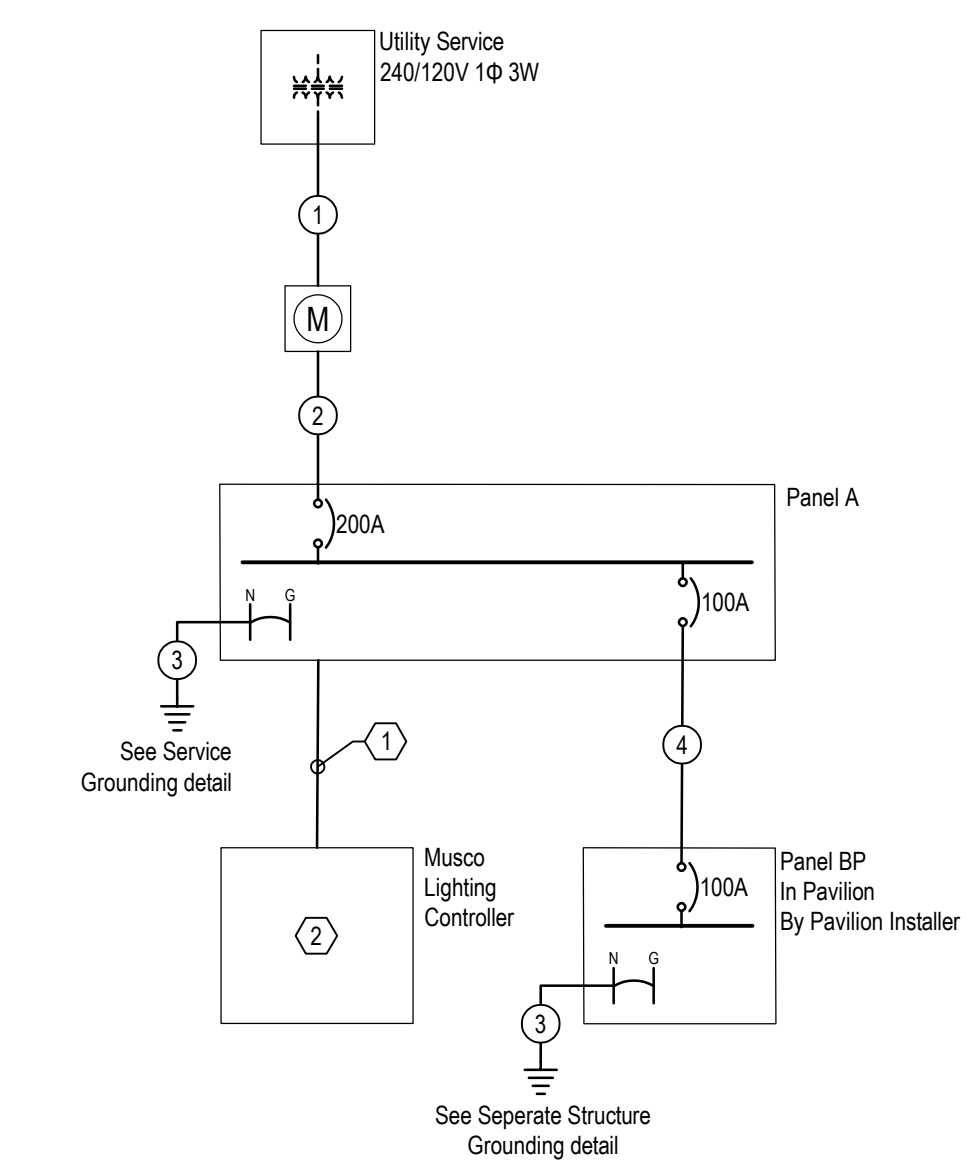 Utility Service
240/120V 1Φ 3W
1
M
2
Panel A
200A
100A
N G
3
See Service
Grounding detail
1
4
Musco
Lighting
Controller
2
Panel BP
In Pavilion
By Pavilion Installer
100A
N G
3
See Seperate Structure
Grounding detail